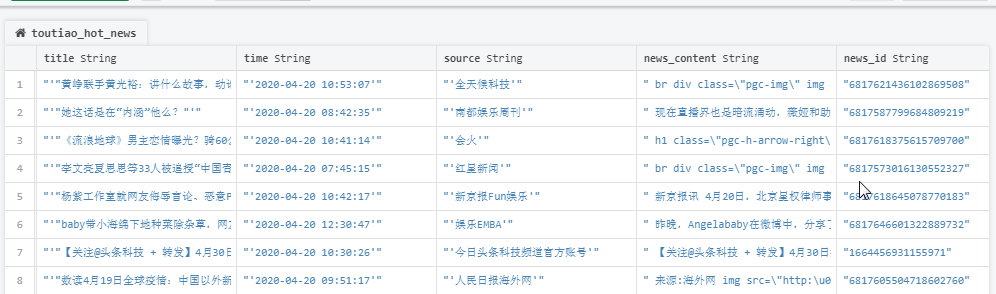 toutiao_hot_news
title String time String source String news_content String news_id String
1 "'"黄峥联手黄光裕：讲什么故事，动 "'2020-04-20 10:53:07'" "'全天候科技'" " br div class=\"pgc-img\" img "6817621436102869508"
2 "'"她这话是在“内涵”他么？"'" "'2020-04-20 08:42:35'" "'南都娱乐周刊'" " 现在直播界也是暗流涌动，薇娅和助 "6817587799684809219"
3 "'"《流浪地球》男主恋情曝光？骑60 "'2020-04-20 10:41:14'" "'会火'" " h1 class=\"pgc-h-arrow-right\ "6817618375615709700"
4 "'"李文亮夏思思等33人被追授“中国青 "'2020-04-20 07:45:15'" "'红星新闻'" " br div class=\"pgc-img\" img "6817573016130552327"
5 "'"杨紫工作室就网友侮辱言论、恶意P "'2020-04-20 10:42:17'" "'新京报Fun娱乐'" " 新京报讯 4月20日，北京星权律师事 "6817618645078770183"
6 "'"baby带小海绵下地种菜除杂草，网 "'2020-04-20 12:30:47'" "'娱乐EMBA'" " 昨晚，Angelababy在微博中，分享了 "6817646601322889732"
7 "'"【关注@头条科技 + 转发】4月30日 "'2020-04-20 10:30:26'" "'今日头条科技频道官方账号'" " 【关注@头条科技 + 转发】4月30日 "1664456931155971"
8 "'"数读4月19日全球疫情：中国以外新 "'2020-04-20 09:51:17'" "'人民日报海外网'" " 来源:海外网 img src=\"http:\u0 "6817605504718602760"